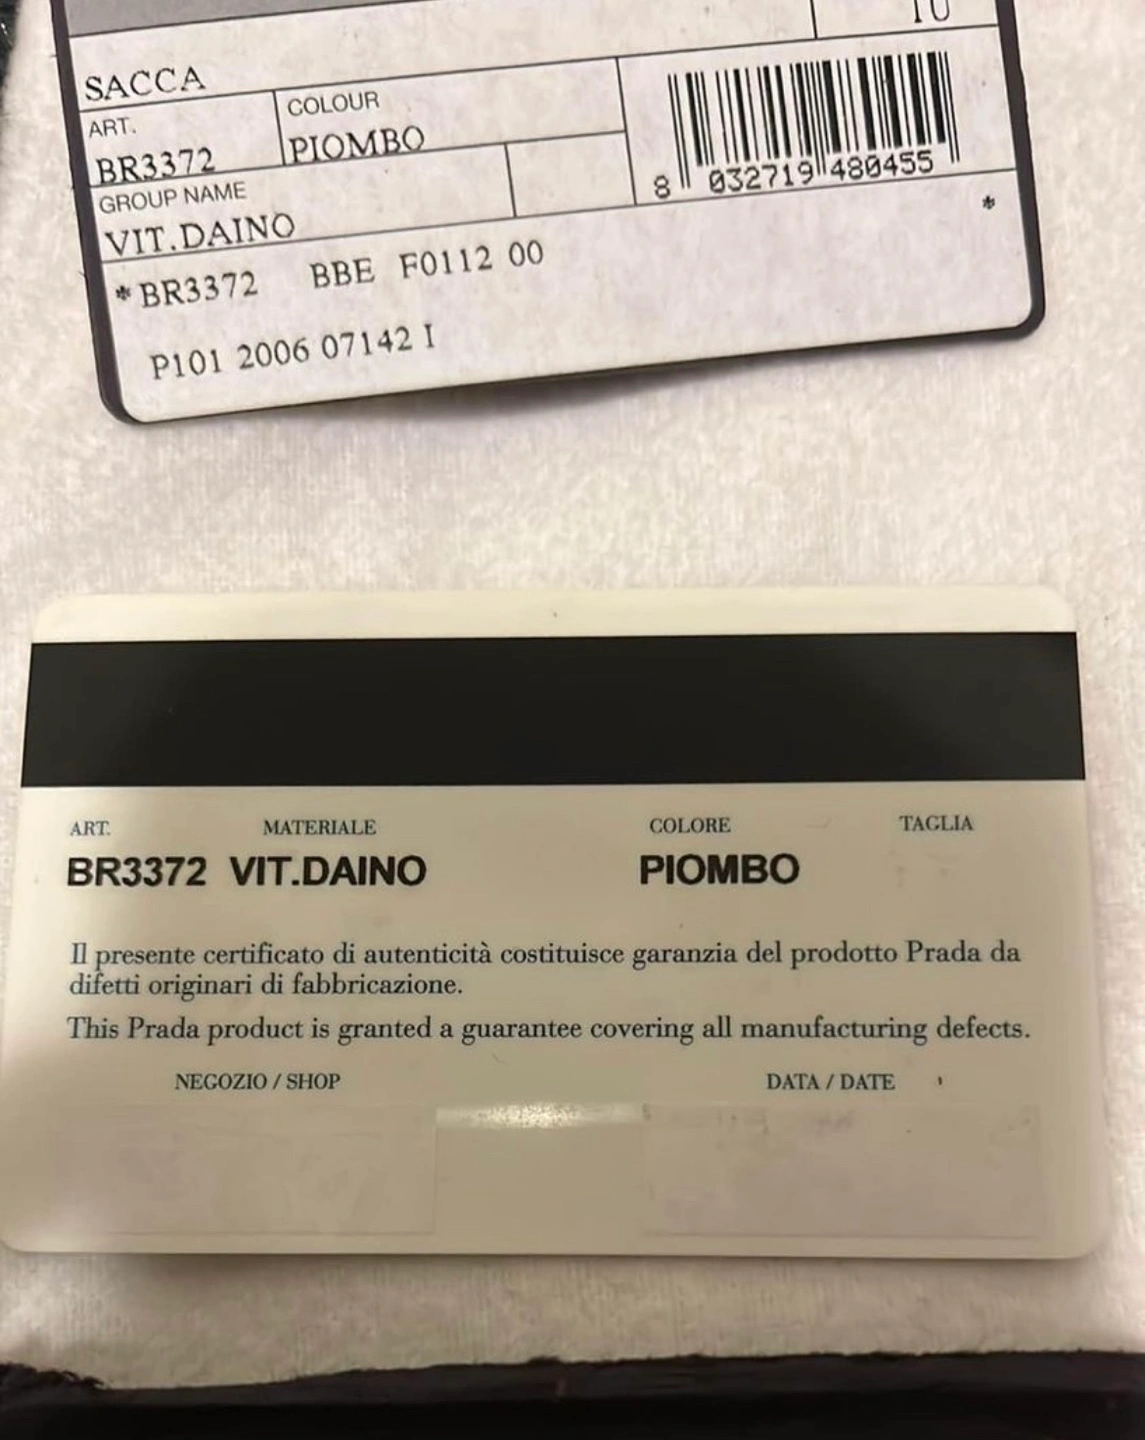 SACCA
ART.
COLOUR
BR3372
PIOMBO
GROUP NAME
VIT.DAINO
8 032719 480455
*BR3372 BBE F0112 00 *
P101 2006 07142 I
ART. MATERIALE COLORE TAGLIA
BR3372 VIT.DAINO PIOMBO
Il presente certificato di autenticità costituisce garanzia del prodotto Prada da
difetti originari di fabbricazione.
This Prada product is granted a guarantee covering all manufacturing defects.
NEGOZIO / SHOP DATA / DATE